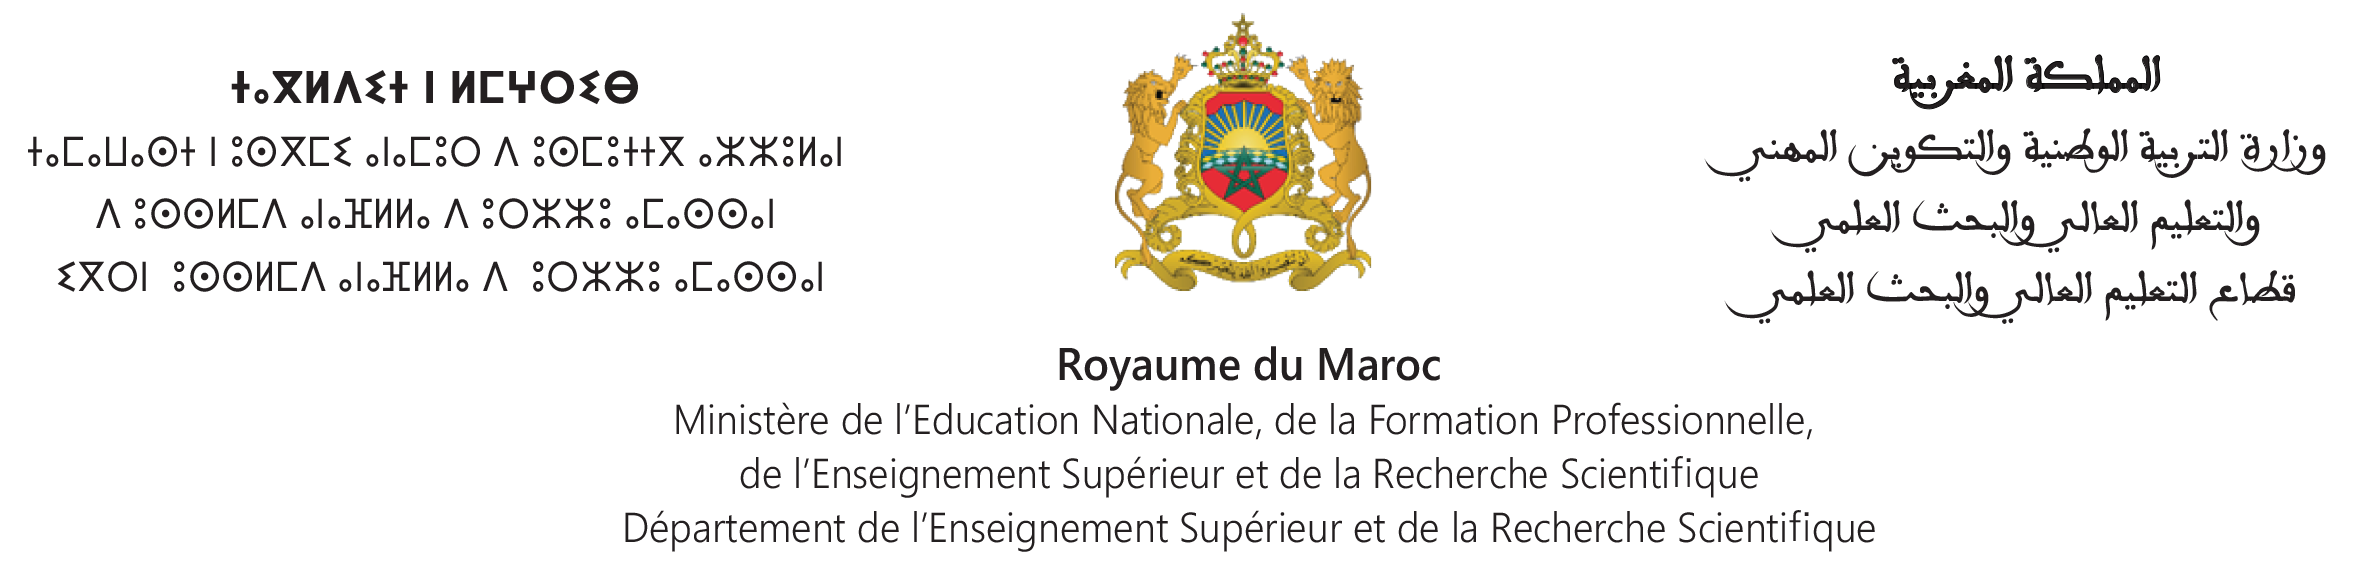 ⵜⴰⴳⵍⴷⵉⵜ ⵏ ⵍⵎⵖⵔⵉⴱ
ⵜⴰⵎⴰⵡⴰⵙⵜ ⵏ ⵓⵙⴳⵎⵉ ⴰⵏⴰⵎⵓⵔ ⴷ ⵓⵙⵎⵓⵜⵜⴳ ⴰⵣⵣⵓⵍⴰⵏ
ⴷ ⵓⵙⵙⵍⵎⴷ ⴰⵏⴰⴼⵍⵍⴰ ⴷ ⵓⵔⵣⵣⵓ ⴰⵎⴰⵙⵙⴰⵏ
ⵉⴳⵔⵏ ⵓⵙⵙⵍⵎⴷ ⴰⵏⴰⴼⵍⵍⴰ ⴷ ⵓⵔⵣⵣⵓ ⴰⵎⴰⵙⵙⴰⵏ
المملكة المغربية
وزارة التربية الوطنية والتكوين المهني
والتعليم العالي والبحث العلمي
قطاع التعليم العالي والبحث العلمي
Royaume du Maroc
Ministère de l'Education Nationale, de la Formation Professionnelle,
de l'Enseignement Supérieur et de la Recherche Scientifique
Département de l'Enseignement Supérieur et de la Recherche Scientifique